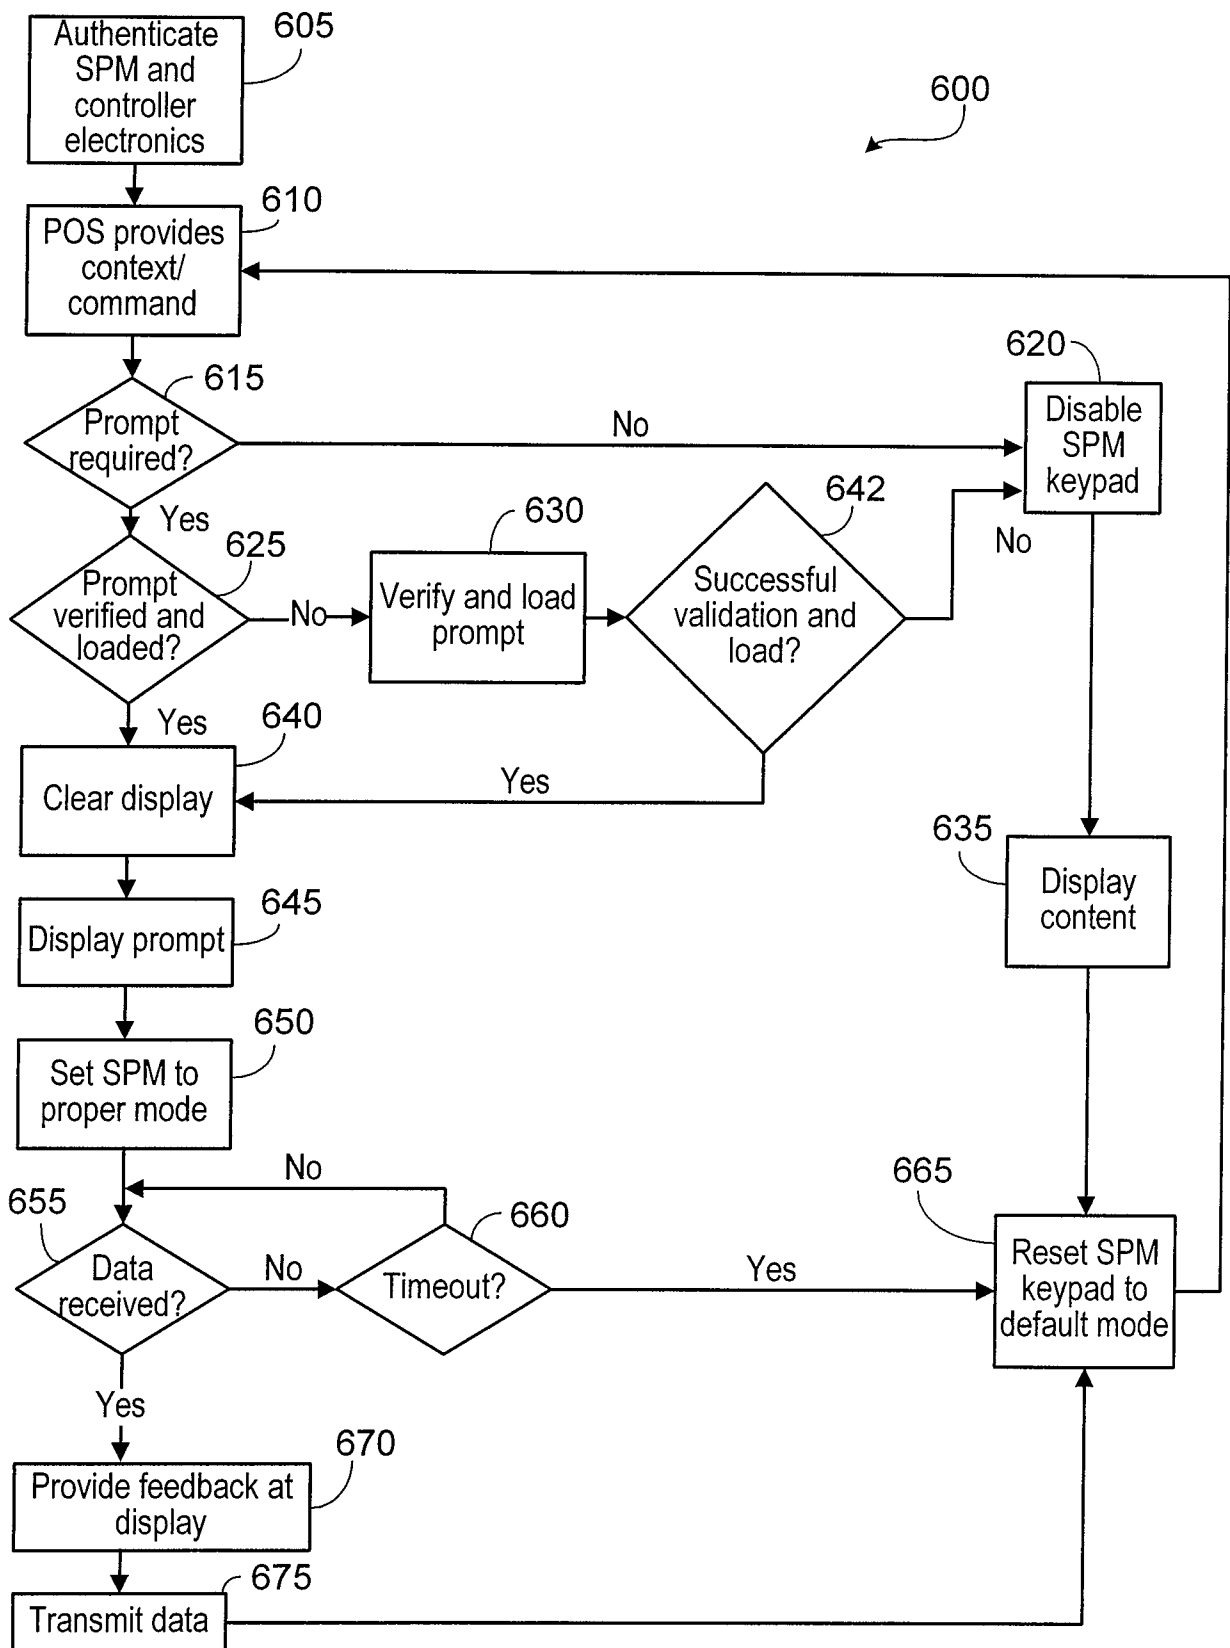 605
Authenticate
SPM and
controller
electronics
600
610
POS provides
context/
command
615
Prompt
required?
No
620
Disable
SPM
keypad
Yes
625
Prompt
verified and
loaded?
No
630
Verify and load
prompt
642
Successful
validation and
load?
No
Yes
640
Clear display
Yes
635
Display
content
645
Display prompt
650
Set SPM to
proper mode
No
655
Data
received?
No
660
Timeout?
Yes
665
Reset SPM
keypad to
default mode
Yes
670
Provide feedback at
display
675
Transmit data